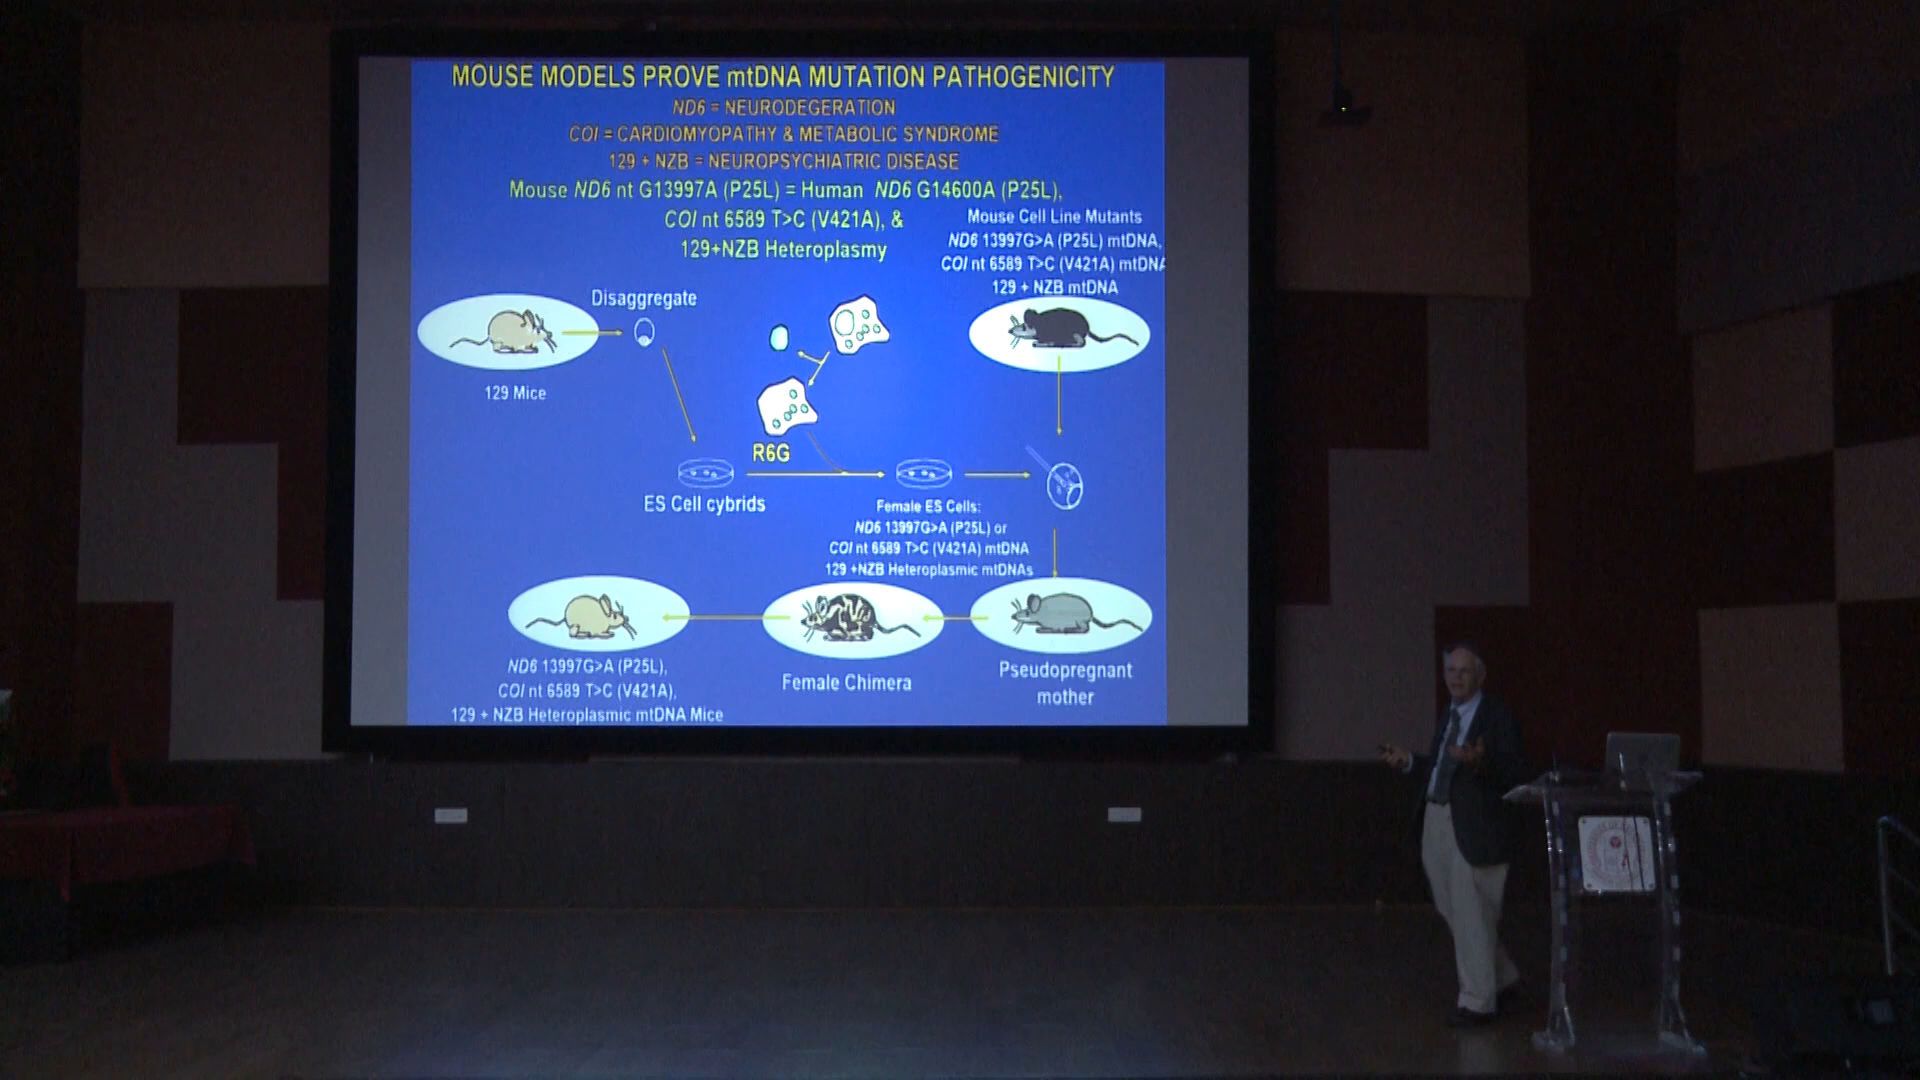 MOUSE MODELS PROVE mtDNA MUTATION PATHOGENICITY
ND6 = NEURODEGERATION
COI = CARDIOMYOPATHY & METABOLIC SYNDROME
129 + NZB = NEUROPSYCHIATRIC DISEASE
Mouse ND6 nt G13997A (P25L) = Human ND6 G14600A (P25L),
COI nt 6589 T>C (V421A), &
129+NZB Heteroplasmy
Mouse Cell Line Mutants
ND6 13997G>A (P25L) mtDNA,
COI nt 6589 T>C (V421A) mtDNA
129 + NZB mtDNA
Disaggregate
129 Mice
R6G
ES Cell cybrids
Female ES Cells:
ND6 13997G>A (P25L) or
COI nt 6589 T>C (V421A) mtDNA
129 +NZB Heteroplasmic mtDNAs
ND6 13997G>A (P25L),
COI nt 6589 T>C (V421A),
129 + NZB Heteroplasmic mtDNA Mice
Female Chimera
Pseudopregnant
mother